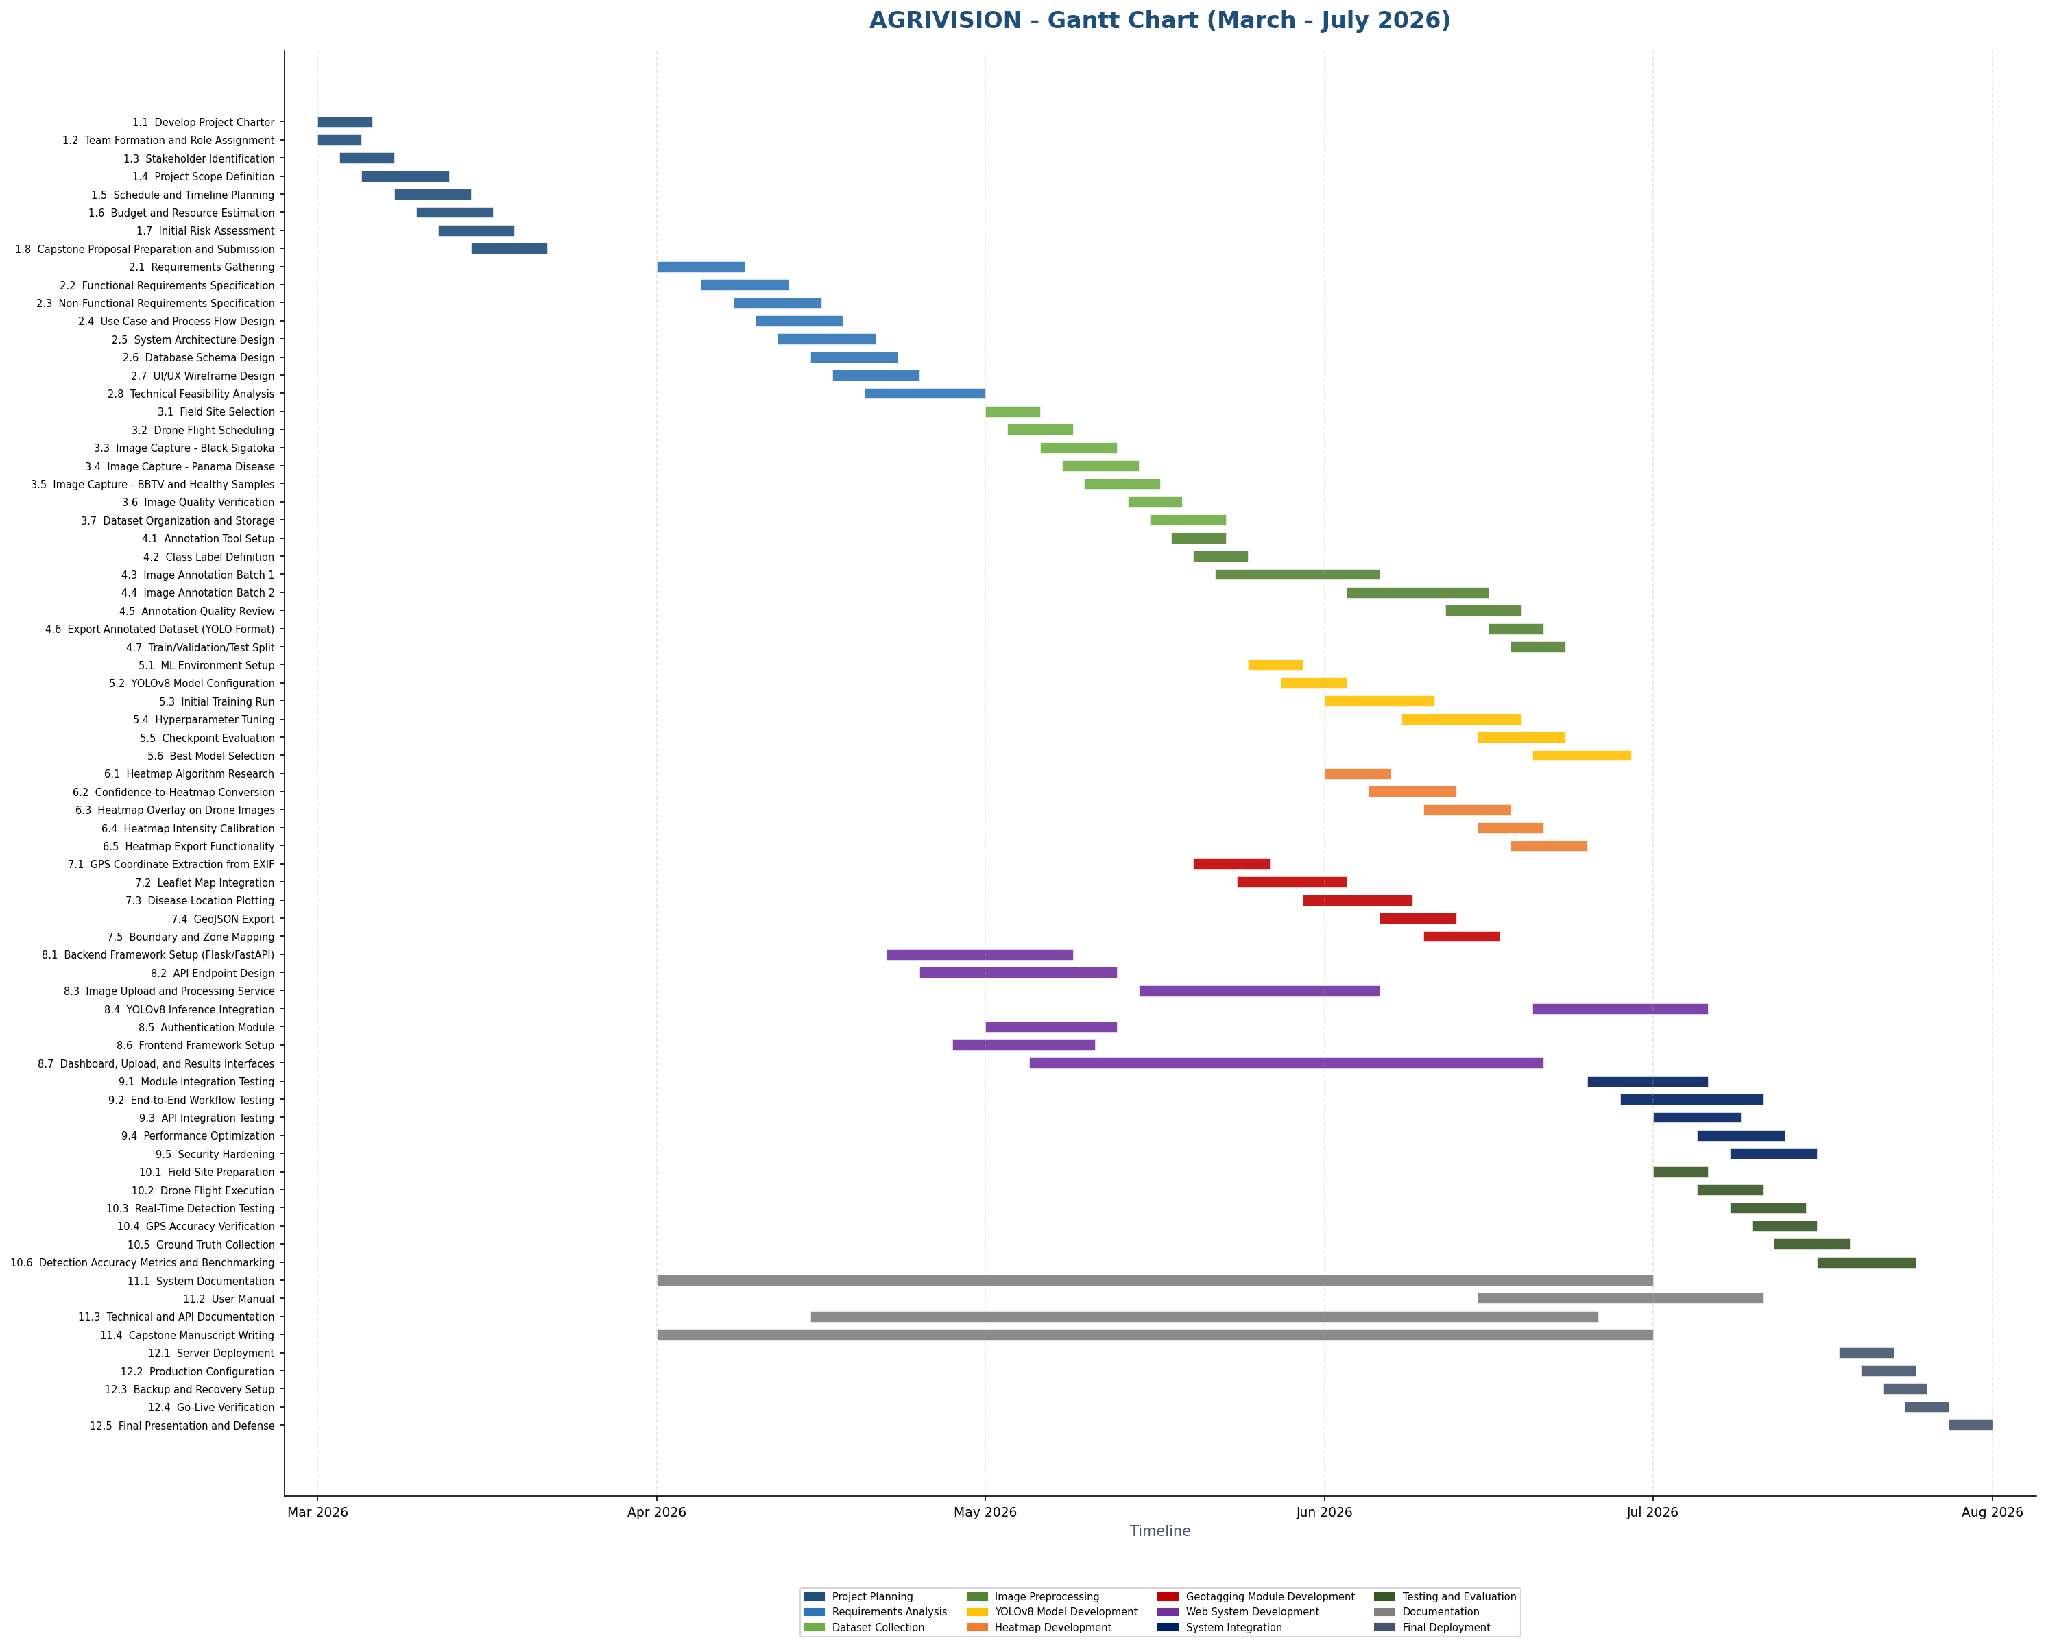 AGRIVISION - Gantt Chart (March - July 2026)
1.1 Develop Project Charter
1.2 Team Formation and Role Assignment
1.3 Stakeholder Identification
1.4 Project Scope Definition
1.5 Schedule and Timeline Planning
1.6 Budget and Resource Estimation
1.7 Initial Risk Assessment
1.8 Capstone Proposal Preparation and Submission
2.1 Requirements Gathering
2.2 Functional Requirements Specification
2.3 Non-Functional Requirements Specification
2.4 Use Case and Process Flow Design
2.5 System Architecture Design
2.6 Database Schema Design
2.7 UI/UX Wireframe Design
2.8 Technical Feasibility Analysis
3.1 Field Site Selection
3.2 Drone Flight Scheduling
3.3 Image Capture - Black Sigatoka
3.4 Image Capture - Panama Disease
3.5 Image Capture - BBTV and Healthy Samples
3.6 Image Quality Verification
3.7 Dataset Organization and Storage
4.1 Annotation Tool Setup
4.2 Class Label Definition
4.3 Image Annotation Batch 1
4.4 Image Annotation Batch 2
4.5 Annotation Quality Review
4.6 Export Annotated Dataset (YOLO Format)
4.7 Train/Validation/Test Split
5.1 ML Environment Setup
5.2 YOLOv8 Model Configuration
5.3 Initial Training Run
5.4 Hyperparameter Tuning
5.5 Checkpoint Evaluation
5.6 Best Model Selection
6.1 Heatmap Algorithm Research
6.2 Confidence-to-Heatmap Conversion
6.3 Heatmap Overlay on Drone Images
6.4 Heatmap Intensity Calibration
6.5 Heatmap Export Functionality
7.1 GPS Coordinate Extraction from EXIF
7.2 Leaflet Map Integration
7.3 Disease Location Plotting
7.4 GeoJSON Export
7.5 Boundary and Zone Mapping
8.1 Backend Framework Setup (Flask/FastAPI)
8.2 API Endpoint Design
8.3 Image Upload and Processing Service
8.4 YOLOv8 Inference Integration
8.5 Authentication Module
8.6 Frontend Framework Setup
8.7 Dashboard, Upload, and Results Interfaces
9.1 Module Integration Testing
9.2 End-to-End Workflow Testing
9.3 API Integration Testing
9.4 Performance Optimization
9.5 Security Hardening
10.1 Field Site Preparation
10.2 Drone Flight Execution
10.3 Real-Time Detection Testing
10.4 GPS Accuracy Verification
10.5 Ground Truth Collection
10.6 Detection Accuracy Metrics and Benchmarking
11.1 System Documentation
11.2 User Manual
11.3 Technical and API Documentation
11.4 Capstone Manuscript Writing
12.1 Server Deployment
12.2 Production Configuration
12.3 Backup and Recovery Setup
12.4 Go-Live Verification
12.5 Final Presentation and Defense
Mar 2026 Apr 2026 May 2026 Jun 2026 Jul 2026 Aug 2026
Timeline
Project Planning
Requirements Analysis
Dataset Collection
Image Preprocessing
YOLOv8 Model Development
Heatmap Development
Geotagging Module Development
Web System Development
System Integration
Testing and Evaluation
Documentation
Final Deployment